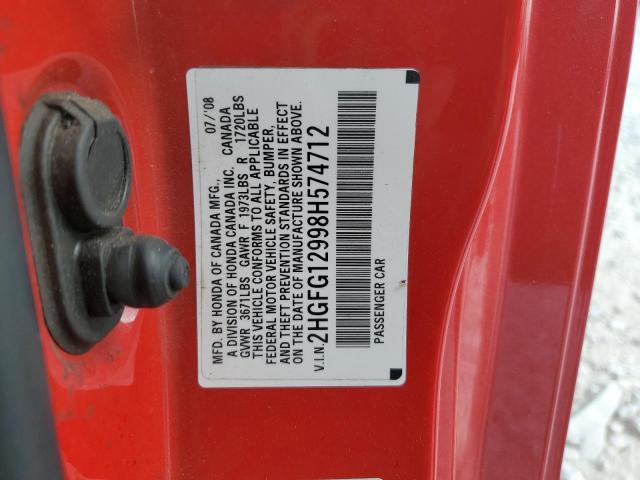 MFD. BY HONDA OF CANADA MFG., 07/'08
A DIVISION OF HONDA CANADA INC. CANADA
GVWR 3671LBS GAWR F 1973LBS R 1720LBS
THIS VEHICLE CONFORMS TO ALL APPLICABLE
FEDERAL MOTOR VEHICLE SAFETY, BUMPER,
AND THEFT PREVENTION STANDARDS IN EFFECT
ON THE DATE OF MANUFACTURE SHOWN ABOVE.
V.I.N. 2HGFG12998H574712
PASSENGER CAR